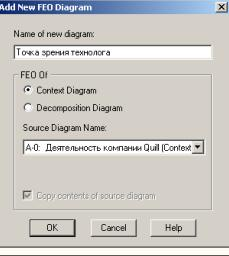 Add New FEO Diagram
Name of new diagram:
Точка зрения технолога
FEO Of
Context Diagram
Decomposition Diagram
Source Diagram Name:
A-0: Деятельность компании Quill (Context
Copy contents of source diagram
OK Cancel Help